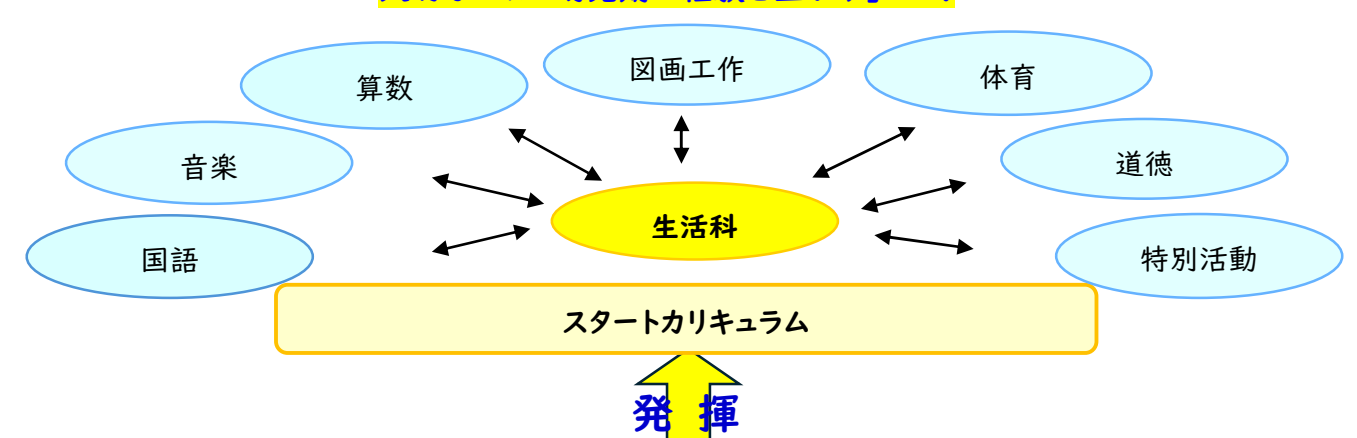 図画工作
算数
体育
音楽
道徳
生活科
国語
特別活動
スタートカリキュラム
発 揮